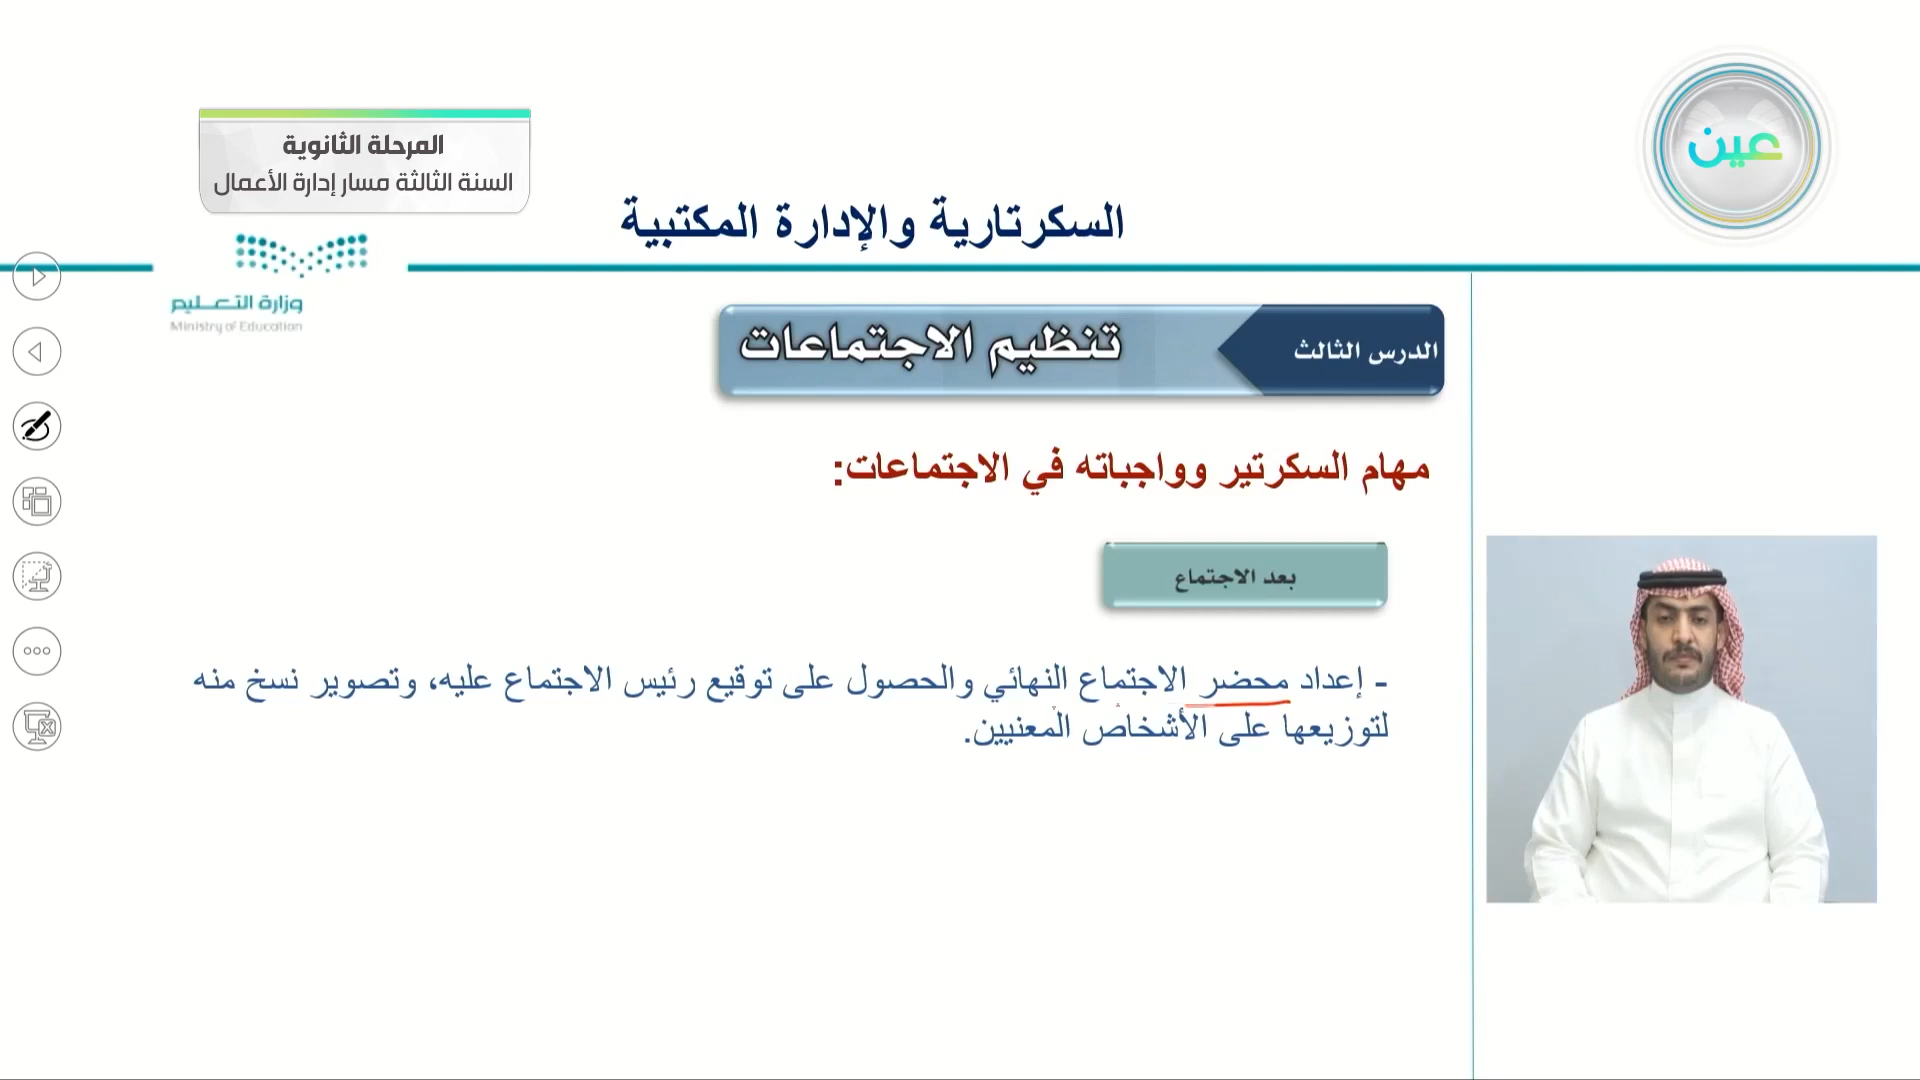 المرحلة الثانوية
السنة الثالثة مسار إدارة الأعمال
عين
السكرتارية والإدارة المكتبية
وزارة التعليم
Ministry of Education
الدرس الثالث
تنظيم الاجتماعات
مهام السكرتير وواجباته في الاجتماعات:
بعد الاجتماع
- إعداد محضر الاجتماع النهائي والحصول على توقيع رئيس الاجتماع عليه، وتصوير نسخ منه
لتوزيعها على الأشخاص المعنيين.